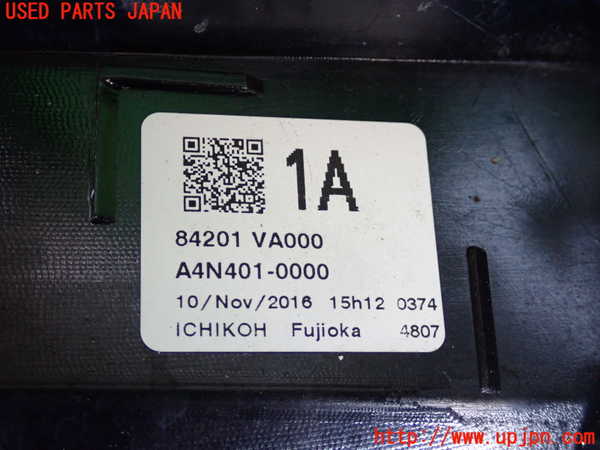 USED PARTS JAPAN
1A
84201 VA000
A4N401-0000
10/Nov/2016 15h12 0374
ICHIKOH Fujioka 4807
http://www.upjpn.com